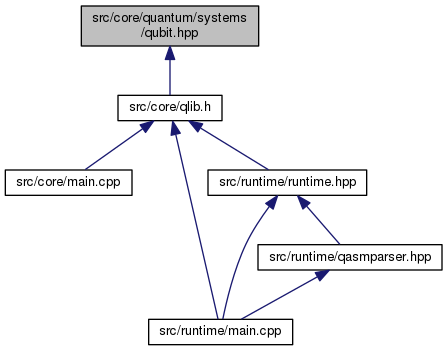 src/core/quantum/systems
/qubit.hpp
src/core/qlib.h
src/core/main.cpp
src/runtime/runtime.hpp
src/runtime/qasmparser.hpp
src/runtime/main.cpp